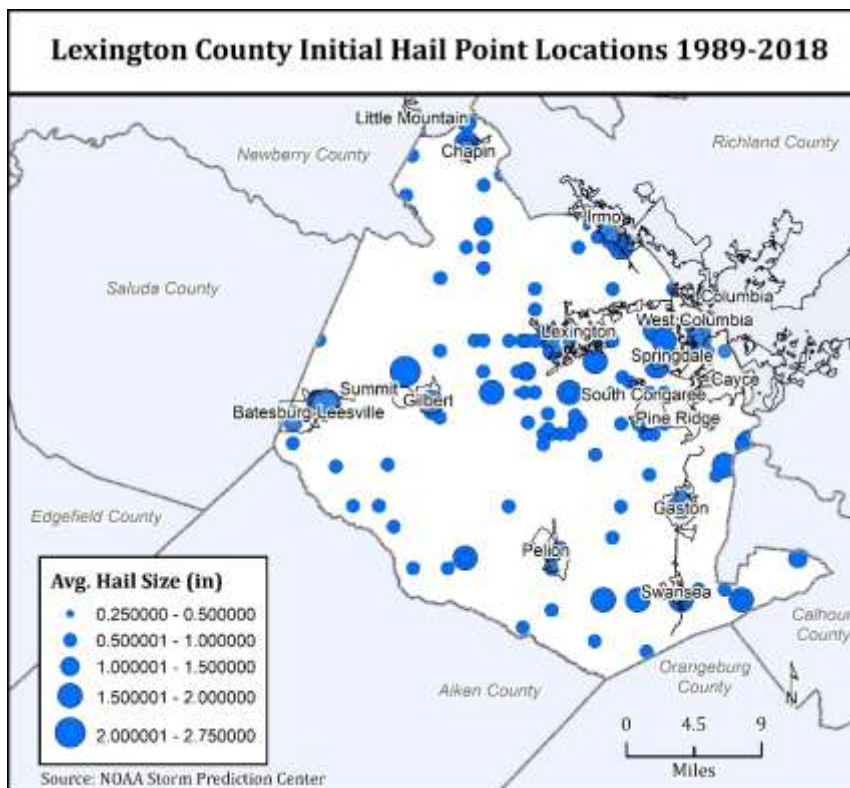 Lexington County Initial Hail Point Locations 1989-2018
Little Mountain
Newberry County
Chapin
Richland County
Irmo
Saluda County
Columbia
West Columbia
Lexington
Springdale
Summit
Cayce
Gilbert
South Congaree
Batesburg-Leesville
Pine Ridge
Edgefield County
Gaston
Pelion
Swansea
Calhoun
County
Orangeburg
County
Aiken County
N
Avg. Hail Size (in)
0.250000 - 0.500000
0.500001 - 1.000000
1.000001 - 1.500000
1.500001 - 2.000000
2.000001 - 2.750000
0 4.5 9
Miles
Source: NOAA Storm Prediction Center